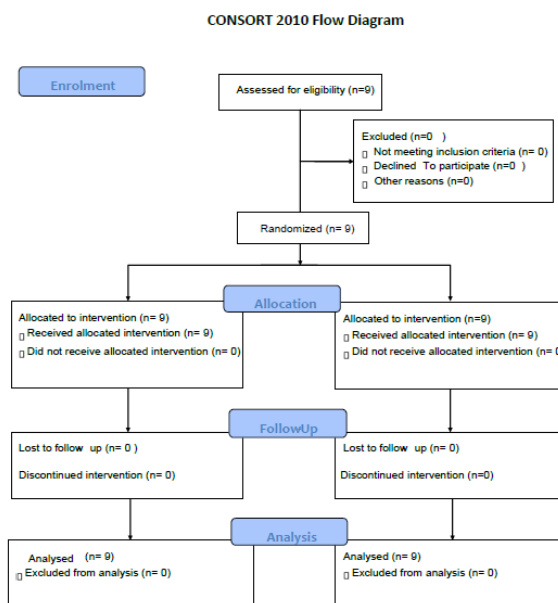 CONSORT 2010 Flow Diagram
Enrolment
Assessed for eligibility (n=9)
Excluded (n=0 )
▯ Not meeting inclusion criteria (n= 0)
▯ Declined To participate (n=0 )
▯ Other reasons (n=0)
Randomized (n= 9)
Allocation
Allocated to intervention (n= 9)
▯ Received allocated intervention (n= 9)
▯ Did not receive allocated intervention (n= 0)
Allocated to intervention (n=9)
▯ Received allocated intervention (n= 9)
▯ Did not receive allocated intervention (n= 0
FollowUp
Lost to follow up (n= 0 )
Discontinued intervention (n= 0)
Lost to follow up (n= 0)
Discontinued intervention (n=0)
Analysis
Analysed (n= 9)
▯ Excluded from analysis (n= 0)
Analysed (n= 9)
▯ Excluded from analysis (n= 0)